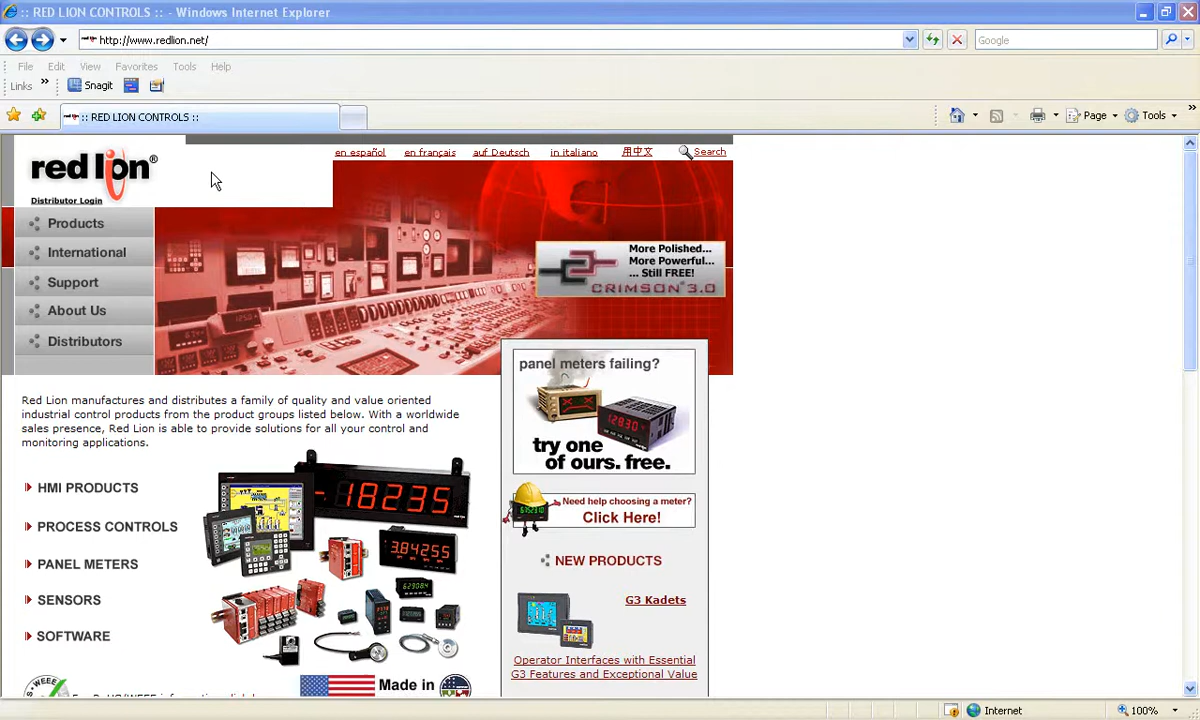 :: RED LION CONTROLS :: - Windows Internet Explorer
http://www.redlion.net/
Google
File Edit View Favorites Tools Help
Links » Snagit
:: RED LION CONTROLS ::
Page Tools »
red lion®
Distributor Login
en español en français auf Deutsch in italiano 用中文 Search
Products
International
Support
About Us
Distributors
More Polished...
More Powerful...
... Still FREE!
CRIMSON® 3.0
panel meters failing?
12830
try one
of ours. free.
Red Lion manufactures and distributes a family of quality and value oriented
industrial control products from the product groups listed below. With a worldwide
sales presence, Red Lion is able to provide solutions for all your control and
monitoring applications.
HMI PRODUCTS
PROCESS CONTROLS
PANEL METERS
SENSORS
SOFTWARE
18235
3.84255
Need help choosing a meter?
Click Here!
NEW PRODUCTS
G3 Kadets
Operator Interfaces with Essential
G3 Features and Exceptional Value
WEEE
Made in
Internet
100%